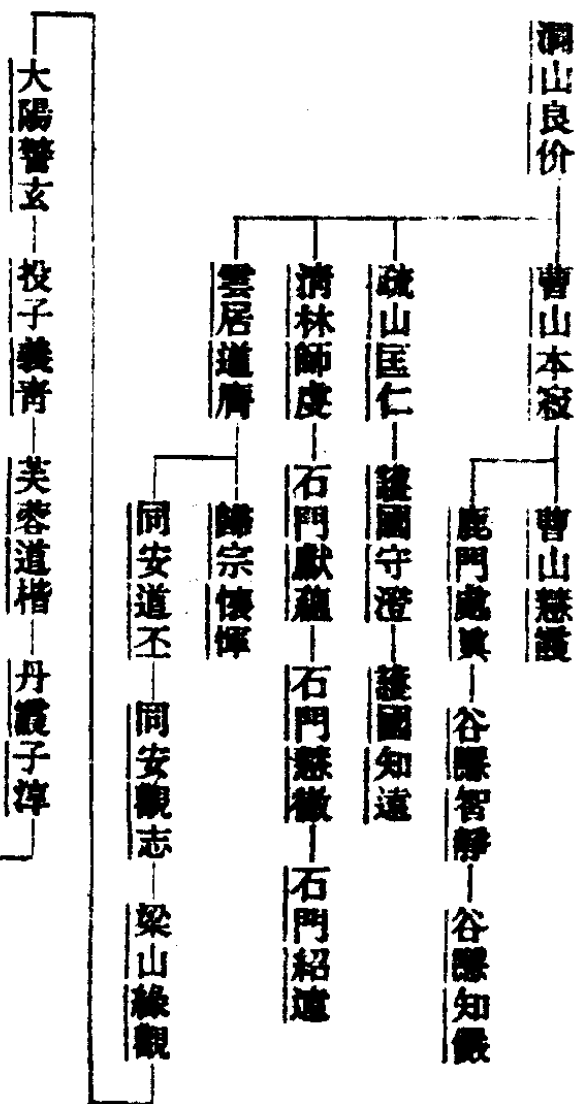 洞山良价
曹山本寂
曹山慧霞
鹿門處眞
谷隱智靜
谷隱知儼
疏山匡仁
護國守澄
護國知遠
清林師虔
石門獻蘊
石門慧徹
石門紹遠
雲居道膺
歸宗懷惲
同安道丕
同安觀志
梁山緣觀
大陽警玄
投子義靑
芙蓉道楷
丹霞子淳